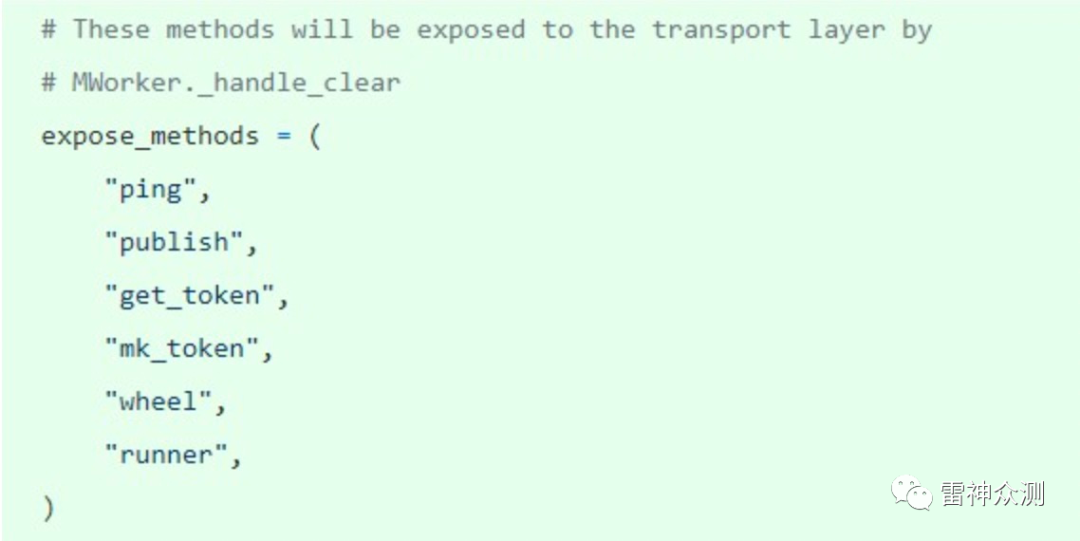 # These methods will be exposed to the transport layer by
# MWorker._handle_clear
expose_methods = (
    "ping",
    "publish",
    "get_token",
    "mk_token",
    "wheel",
    "runner",
)
雷神众测